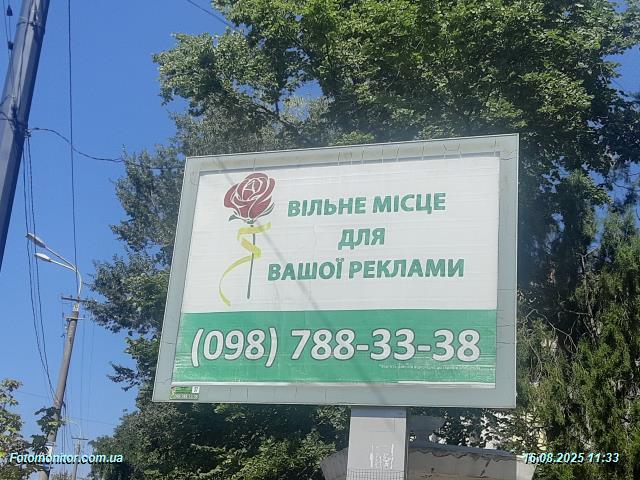 ВІЛЬНЕ МІСЦЕ
ДЛЯ
ВАШОЇ РЕКЛАМИ
(098) 788-33-38
Fotomonitor.com.ua
16.08.2025 11:33